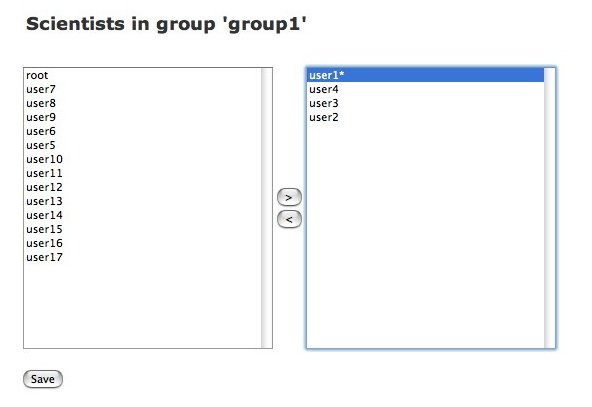 Scientists in group 'group1'
root
user7
user8
user9
user6
user5
user10
user11
user12
user13
user14
user15
user16
user17
>
<
user1*
user4
user3
user2
Save